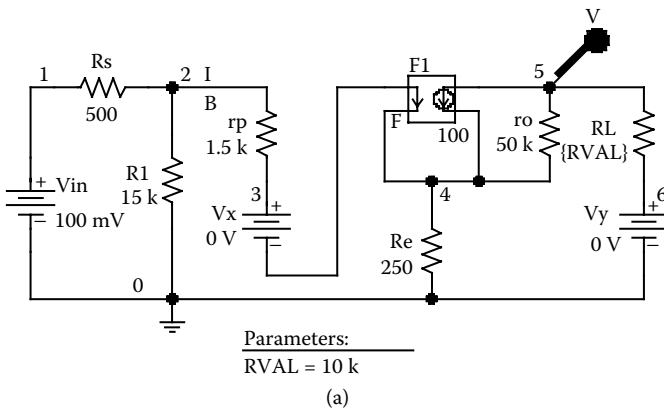 V
1
Rs
500
2
I
B
rp
1.5 k
R1
15 k
Vin
+
−
100 mV
3
Vx
0 V
+
−
0
F1
F
100
4
Re
250
5
ro
50 k
RL
{RVAL}
6
Vy
0 V
+
−
Parameters:
RVAL = 10 k
(a)